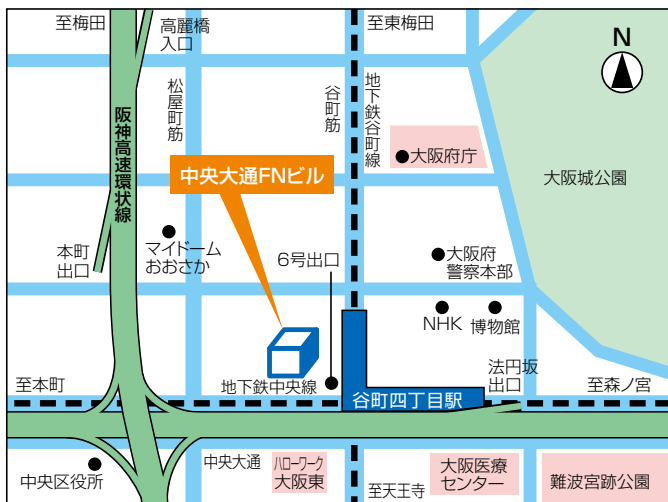 至梅田
高麗橋
入口
至東梅田
N
松屋町筋
谷町筋
地下鉄谷町線
阪神高速環状線
大阪府庁
中央大通FNビル
大阪城公園
本町
出口
マイドーム
おおさか
6号出口
大阪府
警察本部
NHK
博物館
法円坂
出口
至本町
地下鉄中央線
谷町四丁目駅
至森ノ宮
中央区役所
中央大通
ハローワーク
大阪東
至天王寺
大阪医療
センター
難波宮跡公園